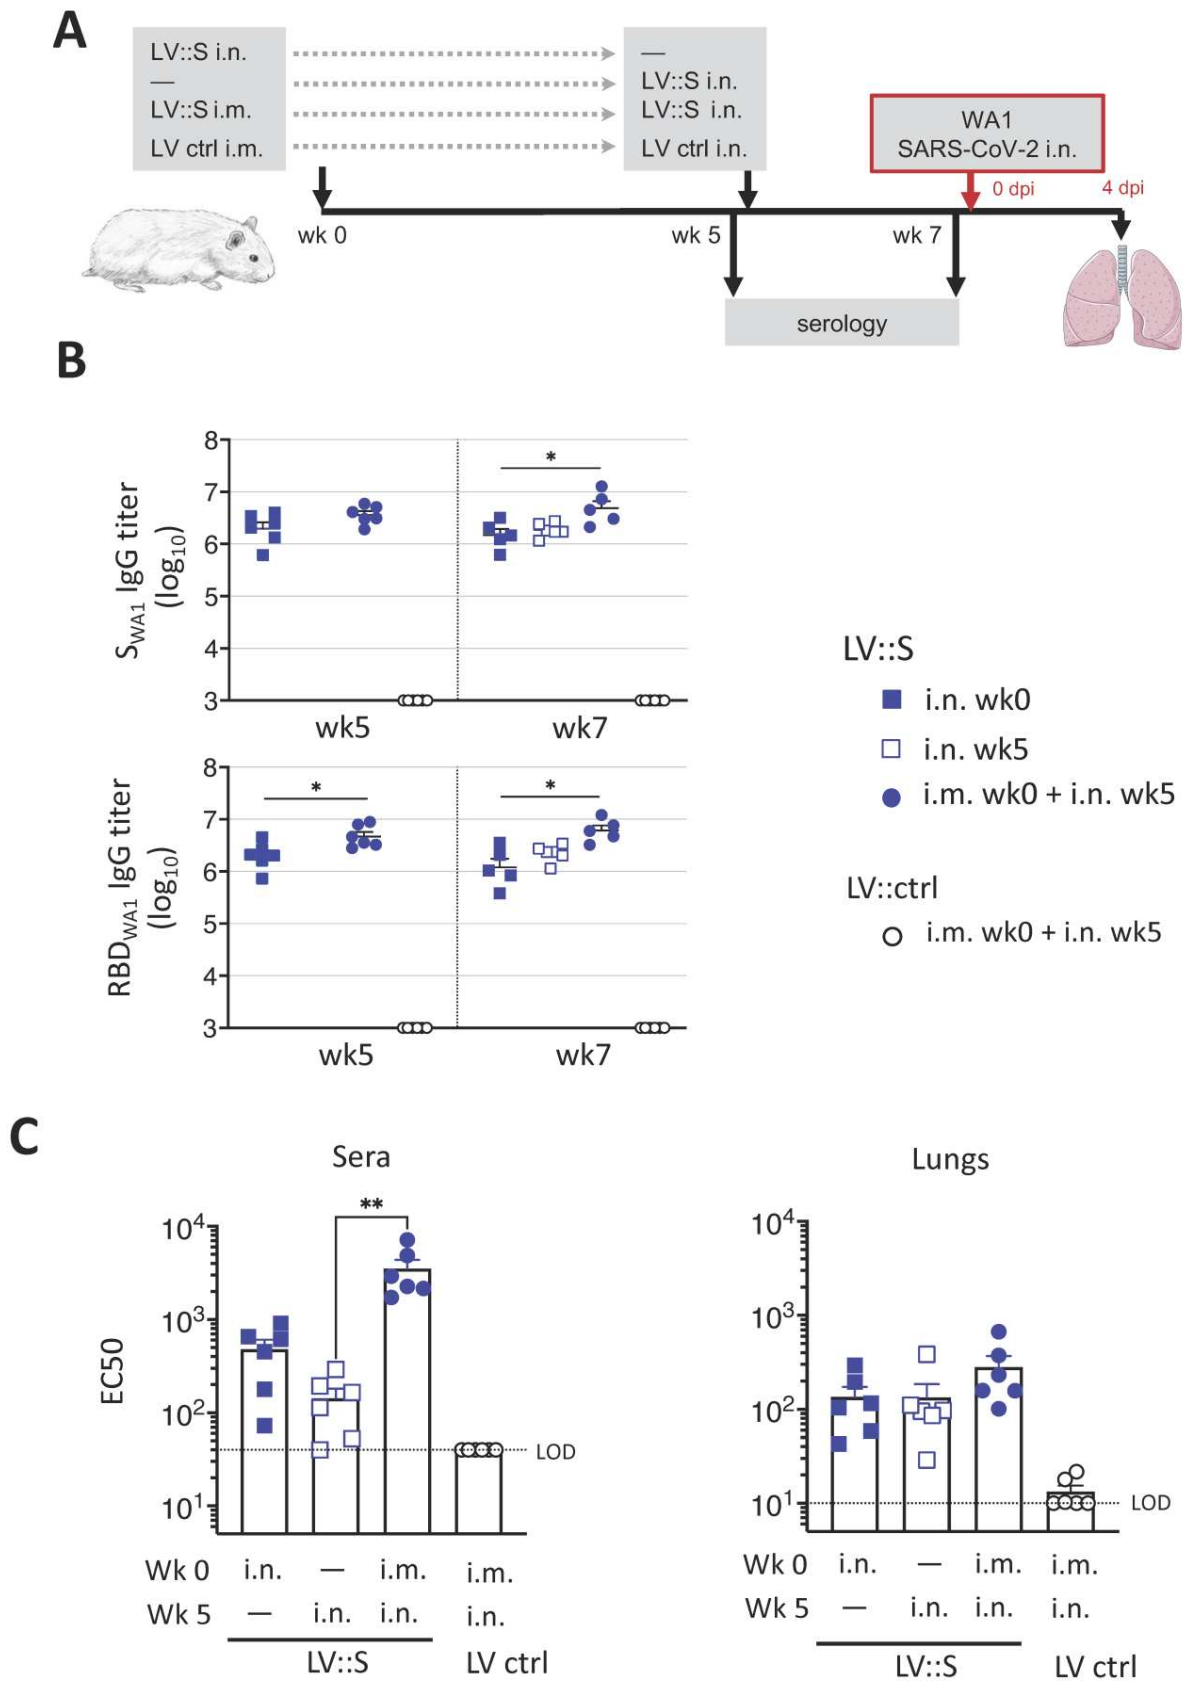 A
LV::S i.n.
—
LV::S i.m.
LV ctrl i.m.
—
LV::S i.n.
LV::S i.n.
LV ctrl i.n.
WA1
SARS-CoV-2 i.n.
0 dpi
4 dpi
wk 0
wk 5
wk 7
serology
B
S_WA1 IgG titer
(log10)
8
7
6
5
4
3
*
wk5
wk7
RBD_WA1 IgG titer
(log10)
8
7
6
5
4
3
*
*
wk5
wk7
LV::S
i.n. wk0
i.n. wk5
i.m. wk0 + i.n. wk5
LV::ctrl
i.m. wk0 + i.n. wk5
C
Sera
EC50
10^4
10^3
10^2
10^1
**
LOD
Wk 0 i.n. — i.m. i.m.
Wk 5 — i.n. i.n. i.n.
LV::S LV ctrl
Lungs
10^4
10^3
10^2
10^1
LOD
Wk 0 i.n. — i.m. i.m.
Wk 5 — i.n. i.n. i.n.
LV::S LV ctrl